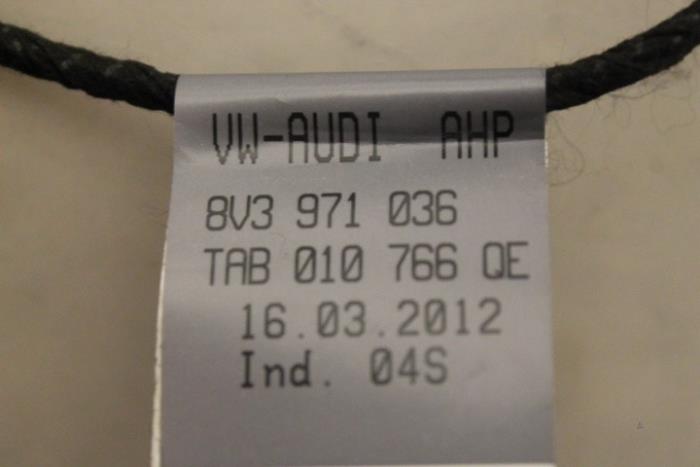 VW-AUDI AHP
8V3 971 036
TAB 010 766 QE
16.03.2012
Ind. 04S